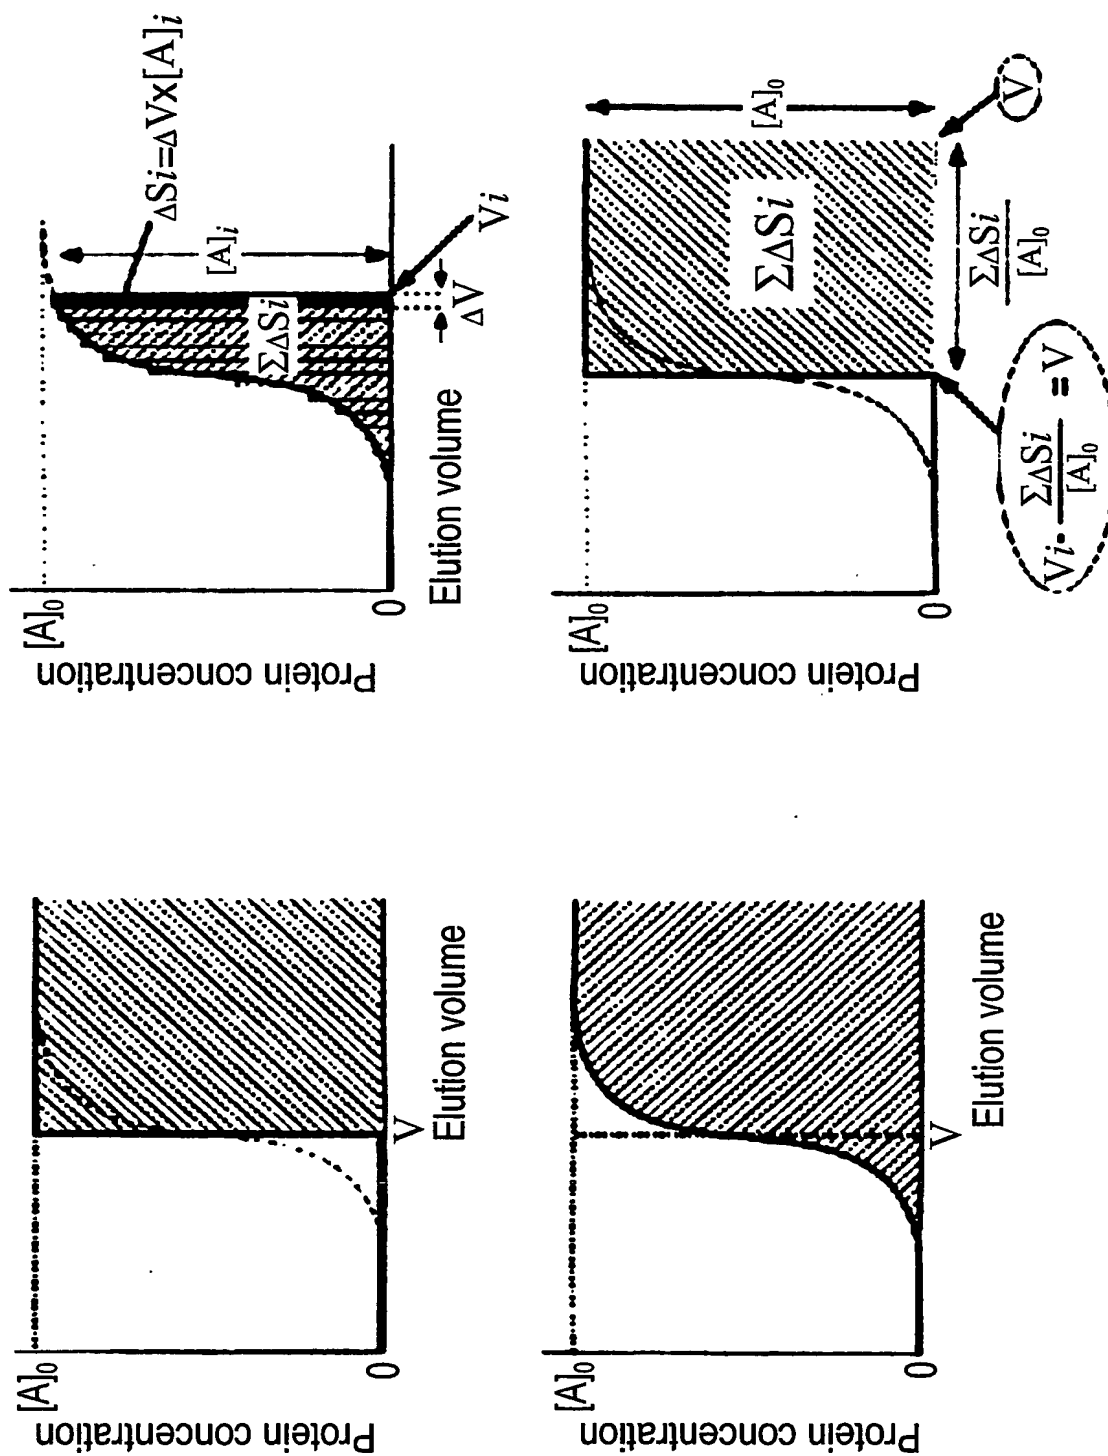 [A]₀
Protein concentration
0
V
Elution volume
[A]₀
Protein concentration
0
V
Elution volume
[A]₀
Protein concentration
0
Elution volume
ΣΔSi
ΔSi=ΔVx[A]i
[A]i
ΔV
Vi
[A]₀
Protein concentration
0
ΣΔSi
[A]₀
ΣΔSi
[A]₀
V
Vi- ΣΔSi/[A]₀ = V